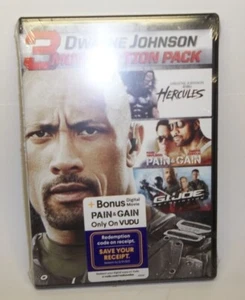 3 DWAYNE JOHNSON
MOVIE ACTION PACK
HERCULES
PAIN & GAIN
G.I. JOE
+ Bonus Digital Movie
PAIN & GAIN
Only On VUDU
Redemption
code on receipt.
SAVE YOUR
RECEIPT.